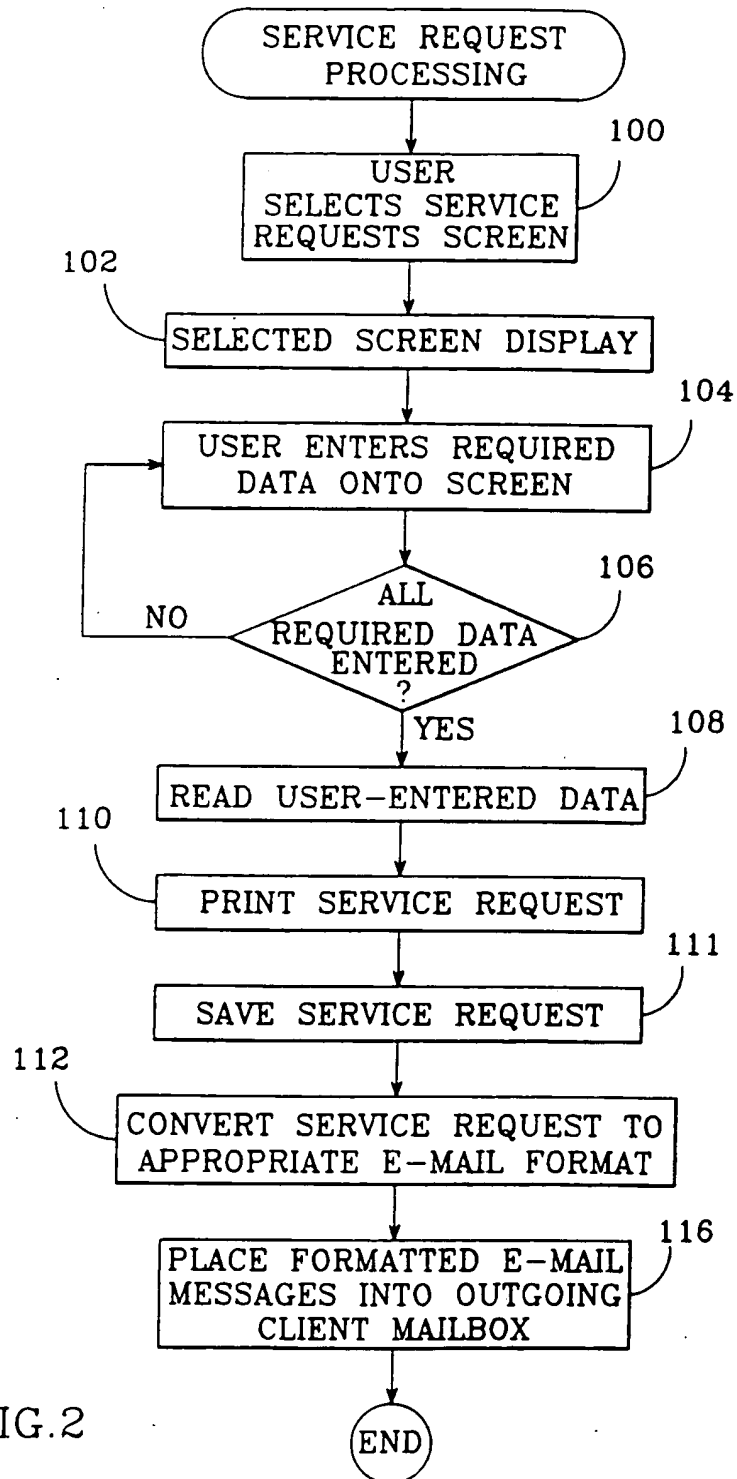 SERVICE REQUEST
PROCESSING
100
USER
SELECTS SERVICE
REQUESTS SCREEN
102
SELECTED SCREEN DISPLAY
104
USER ENTERS REQUIRED
DATA ONTO SCREEN
106
ALL
REQUIRED DATA
ENTERED
?
NO
YES
108
READ USER-ENTERED DATA
110
PRINT SERVICE REQUEST
111
SAVE SERVICE REQUEST
112
CONVERT SERVICE REQUEST TO
APPROPRIATE E-MAIL FORMAT
116
PLACE FORMATTED E-MAIL
MESSAGES INTO OUTGOING
CLIENT MAILBOX
END
IG.2